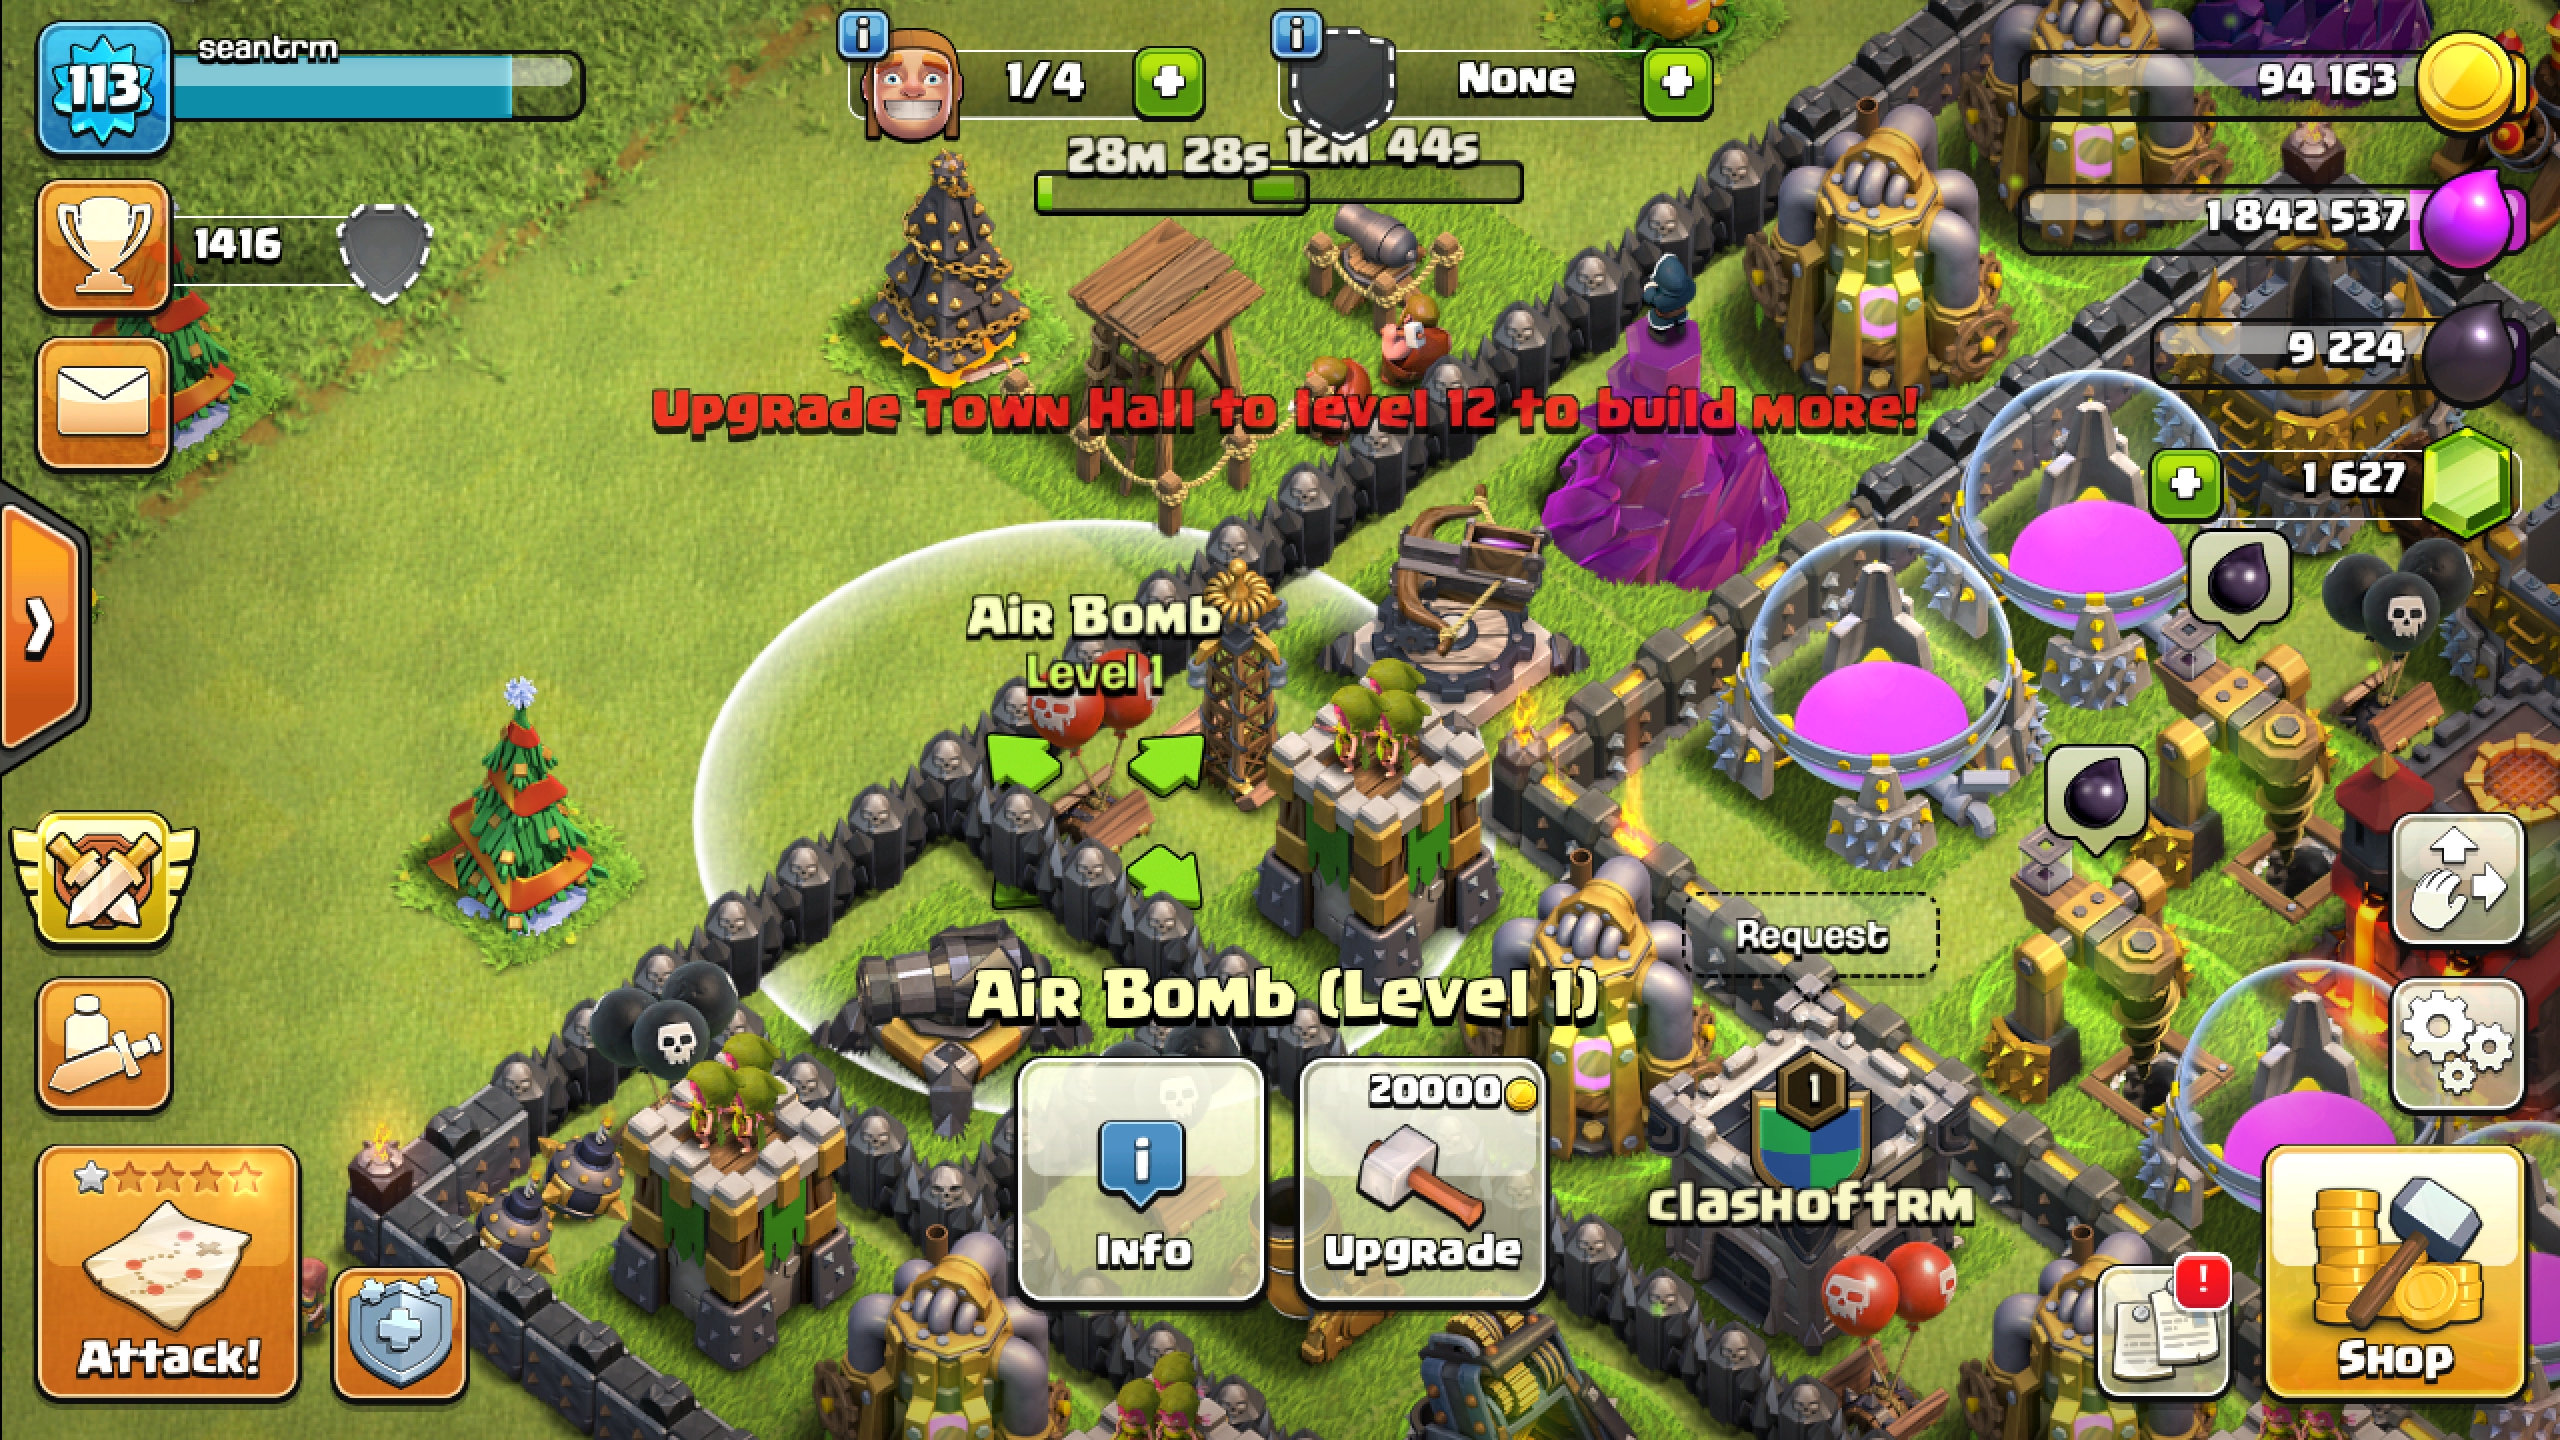 113
seantrm
1/4
None
94 163
28m 28s
12m 44s
1 842 537
1416
9 224
Upgrade Town Hall to level 12 to build more!
1 627
Air Bomb
Level 1
Request
Air Bomb (Level 1)
20000
1
Info
Upgrade
clashoftrm
Attack!
!
Shop